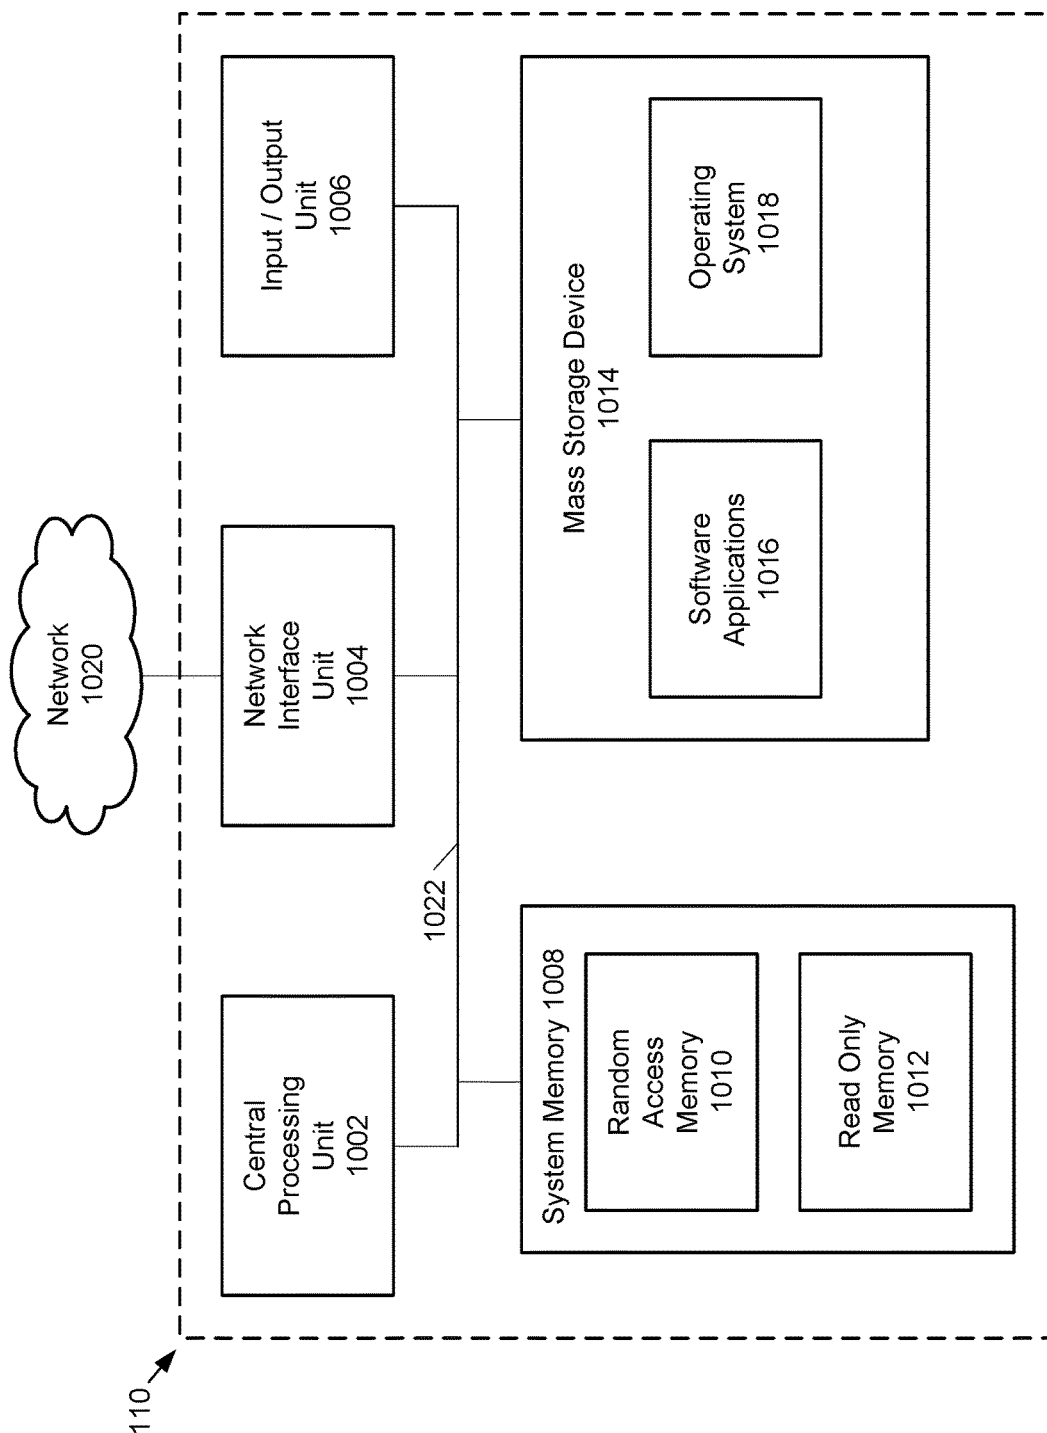 110
Network
1020
Central
Processing
Unit
1002
Network
Interface
Unit
1004
Input / Output
Unit
1006
1022
System Memory 1008
Random
Access
Memory
1010
Read Only
Memory
1012
Mass Storage Device
1014
Software
Applications
1016
Operating
System
1018